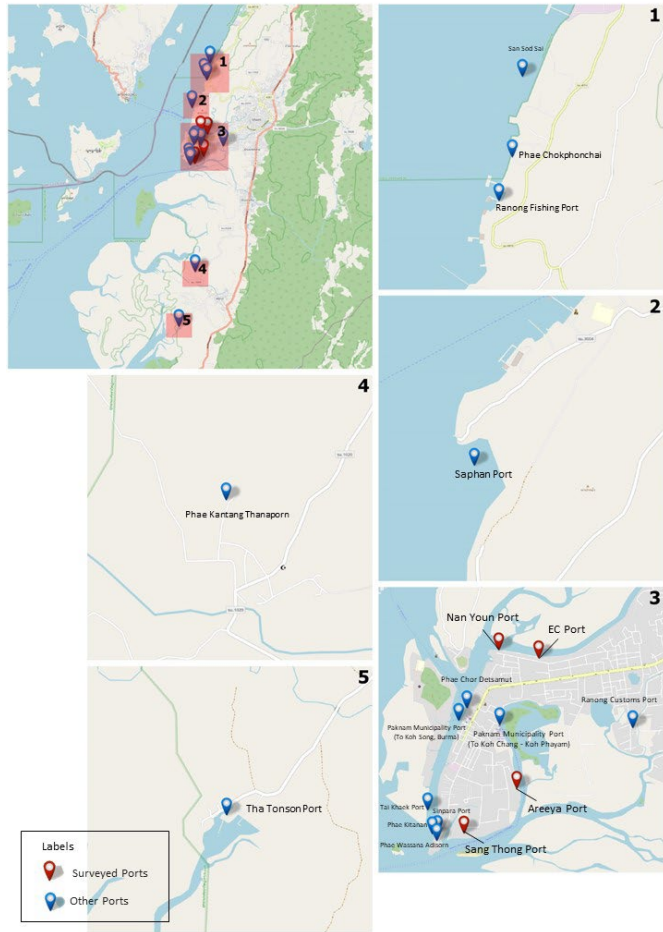 1
2
3
4
5
1
San Sod Sai
Phae Chokphonchai
Ranong Fishing Port
2
Saphan Port
4
Phae Kantang Thanaporn
3
Nan Youn Port
EC Port
Phae Chor Detsamut
Ranong Customs Port
Paknam Municipality Port
(To Koh Song, Burma)
Paknam Municipality Port
(To Koh Chang - Koh Phayam)
Tai Khaek Port
Sinpara Port
Areeya Port
Phae Kitanan
Phae Wassana Adisorn
Sang Thong Port
5
Tha Tonson Port
Labels
Surveyed Ports
Other Ports